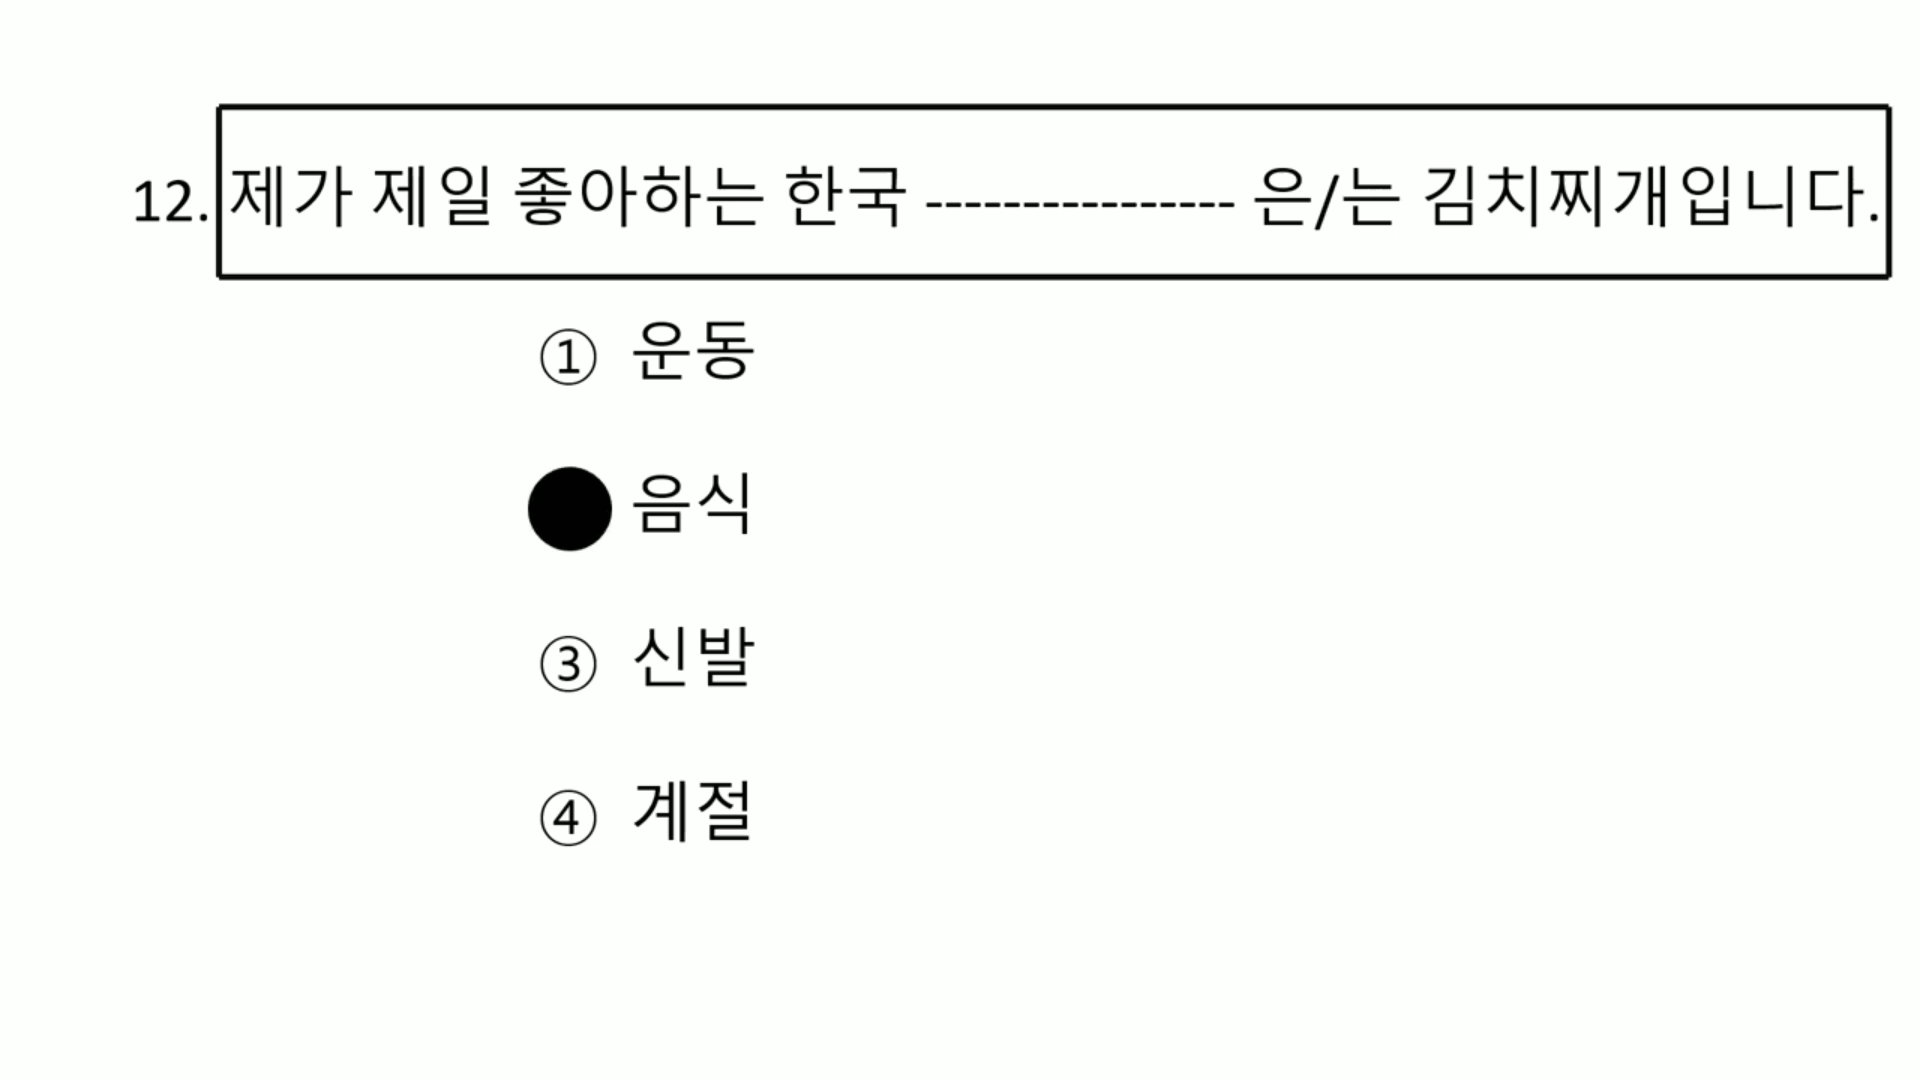 12. 제가 제일 좋아하는 한국 ---------------- 은/는 김치찌개입니다.
① 운동
음식
③ 신발
④ 계절